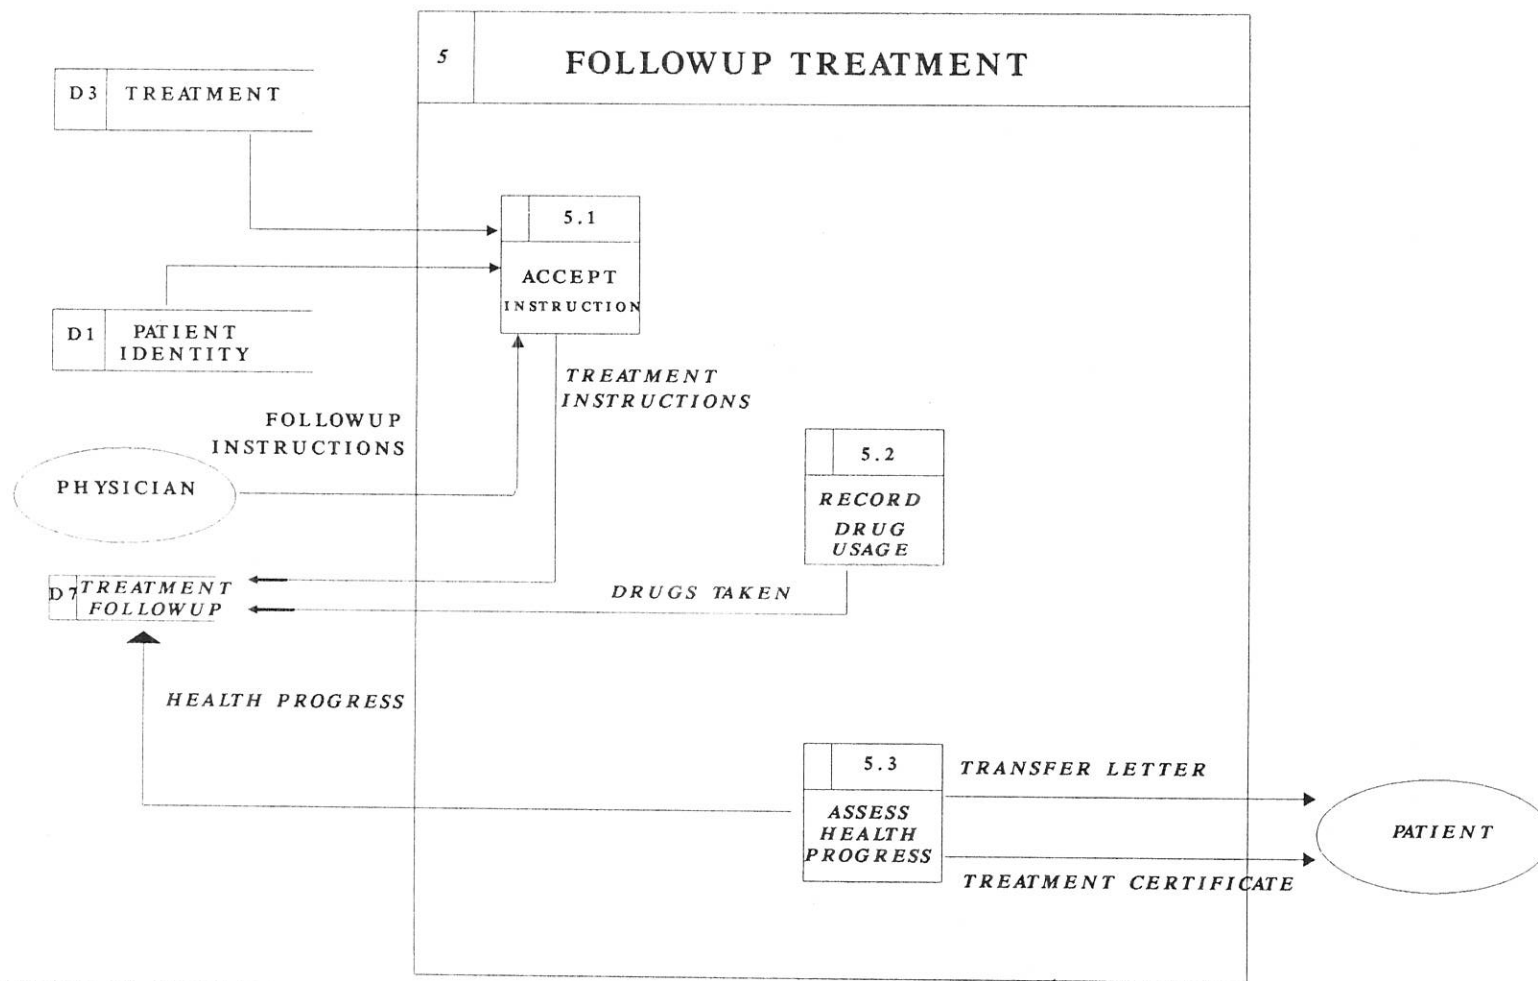 5 FOLLOWUP TREATMENT
D3 TREATMENT
5.1
ACCEPT
INSTRUCTION
D1 PATIENT
IDENTITY
TREATMENT
INSTRUCTIONS
FOLLOWUP
INSTRUCTIONS
PHYSICIAN
5.2
RECORD
DRUG
USAGE
D7 TREATMENT
FOLLOWUP
DRUGS TAKEN
HEALTH PROGRESS
5.3
ASSESS
HEALTH
PROGRESS
TRANSFER LETTER
PATIENT
TREATMENT CERTIFICATE